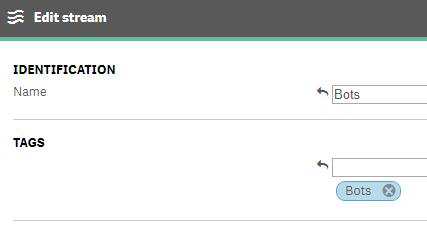 Edit stream
IDENTIFICATION
Name
Bots
TAGS
Bots